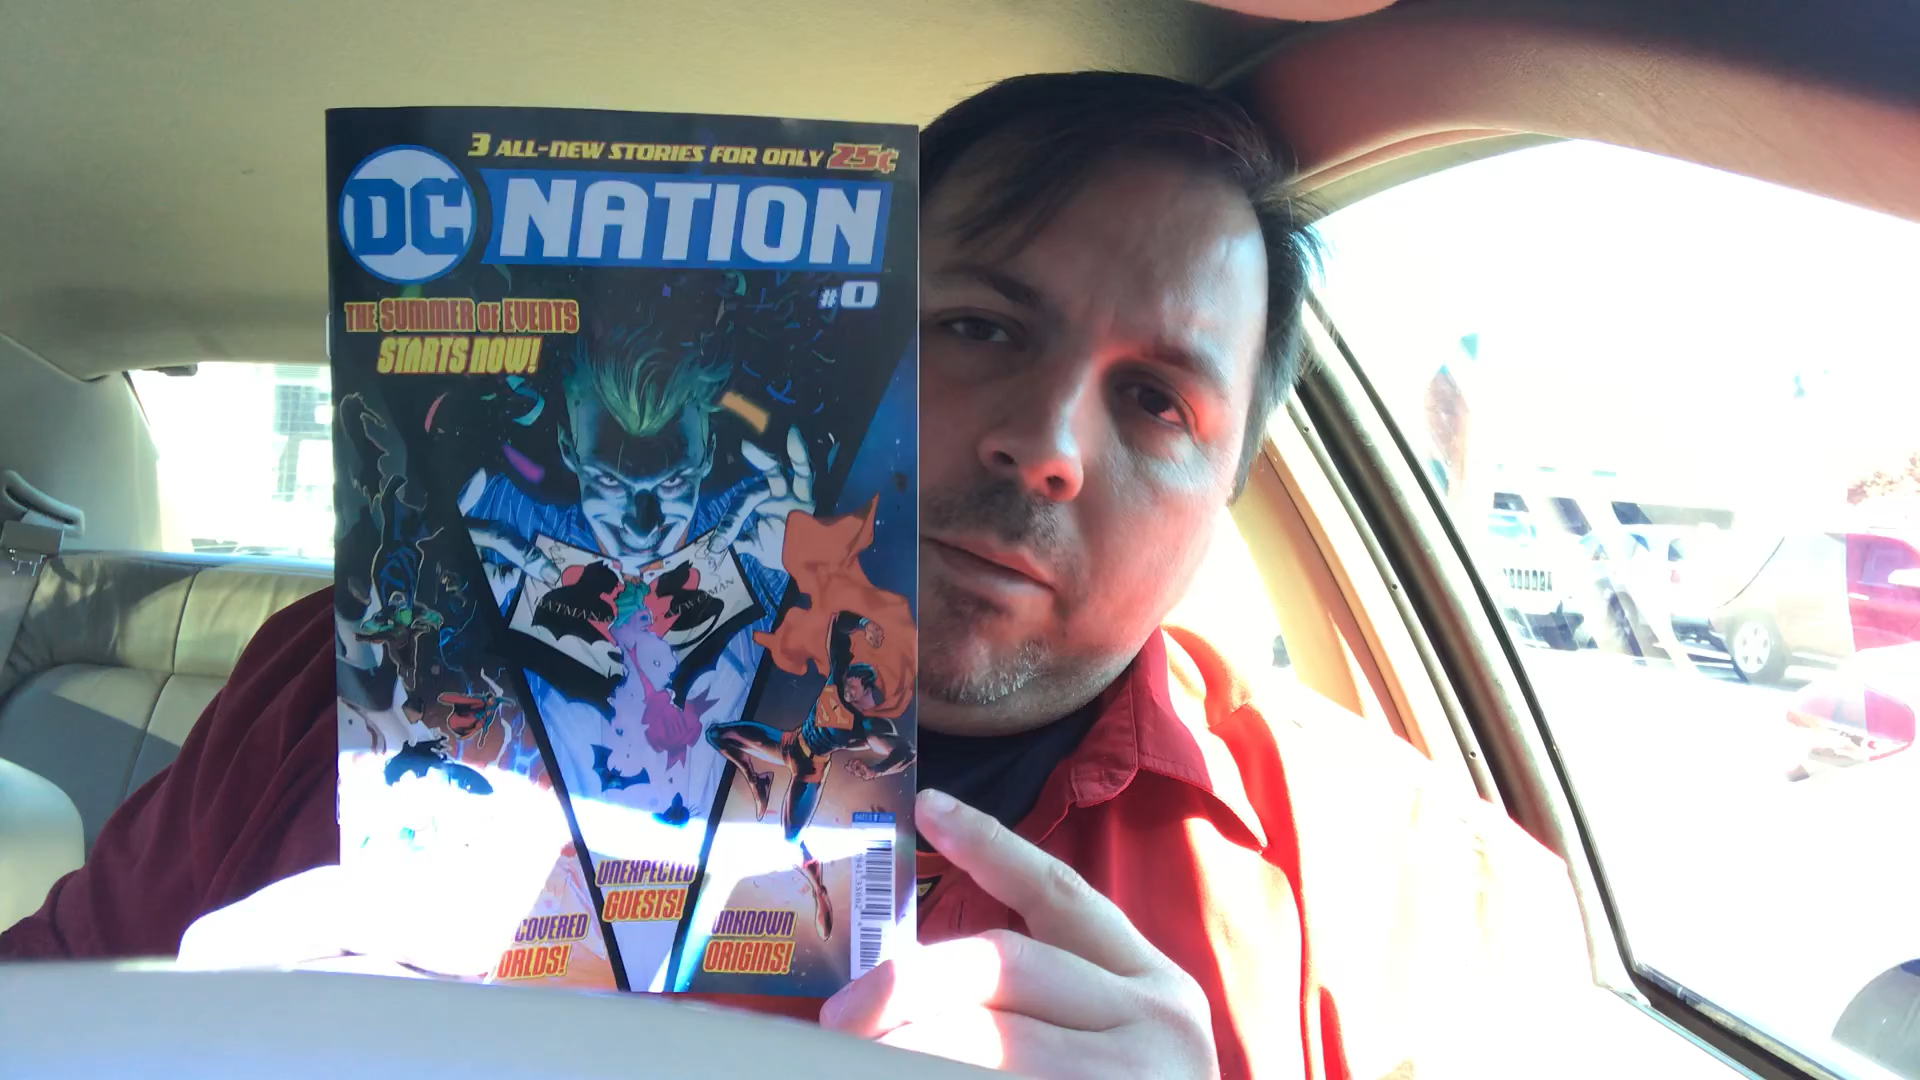 3 ALL-NEW STORIES FOR ONLY 25¢
DC NATION
#0
THE SUMMER OF EVENTS
STARTS NOW!
BATMAN
UNEXPECTED
GUESTS!
COVERED
ORLDS!
UNKNOWN
ORIGINS!